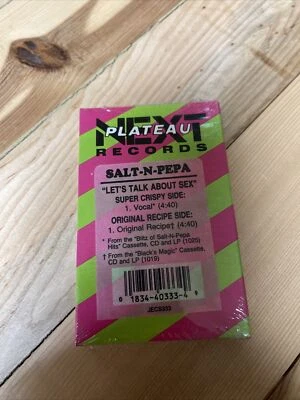 NEXT
PLATEAU
RECORDS
SALT-N-PEPA
"LET'S TALK ABOUT SEX"
SUPER CRISPY SIDE:
1. Vocal* (4:40)
ORIGINAL RECIPE SIDE:
1. Original Recipe† (4:40)
* From the "Blitz of Salt-N-Pepa
Hits" Cassette, CD and LP (1025)
† From the "Black's Magic" Cassette,
CD and LP (1019)
0 1834-40333-4 9
JECS333